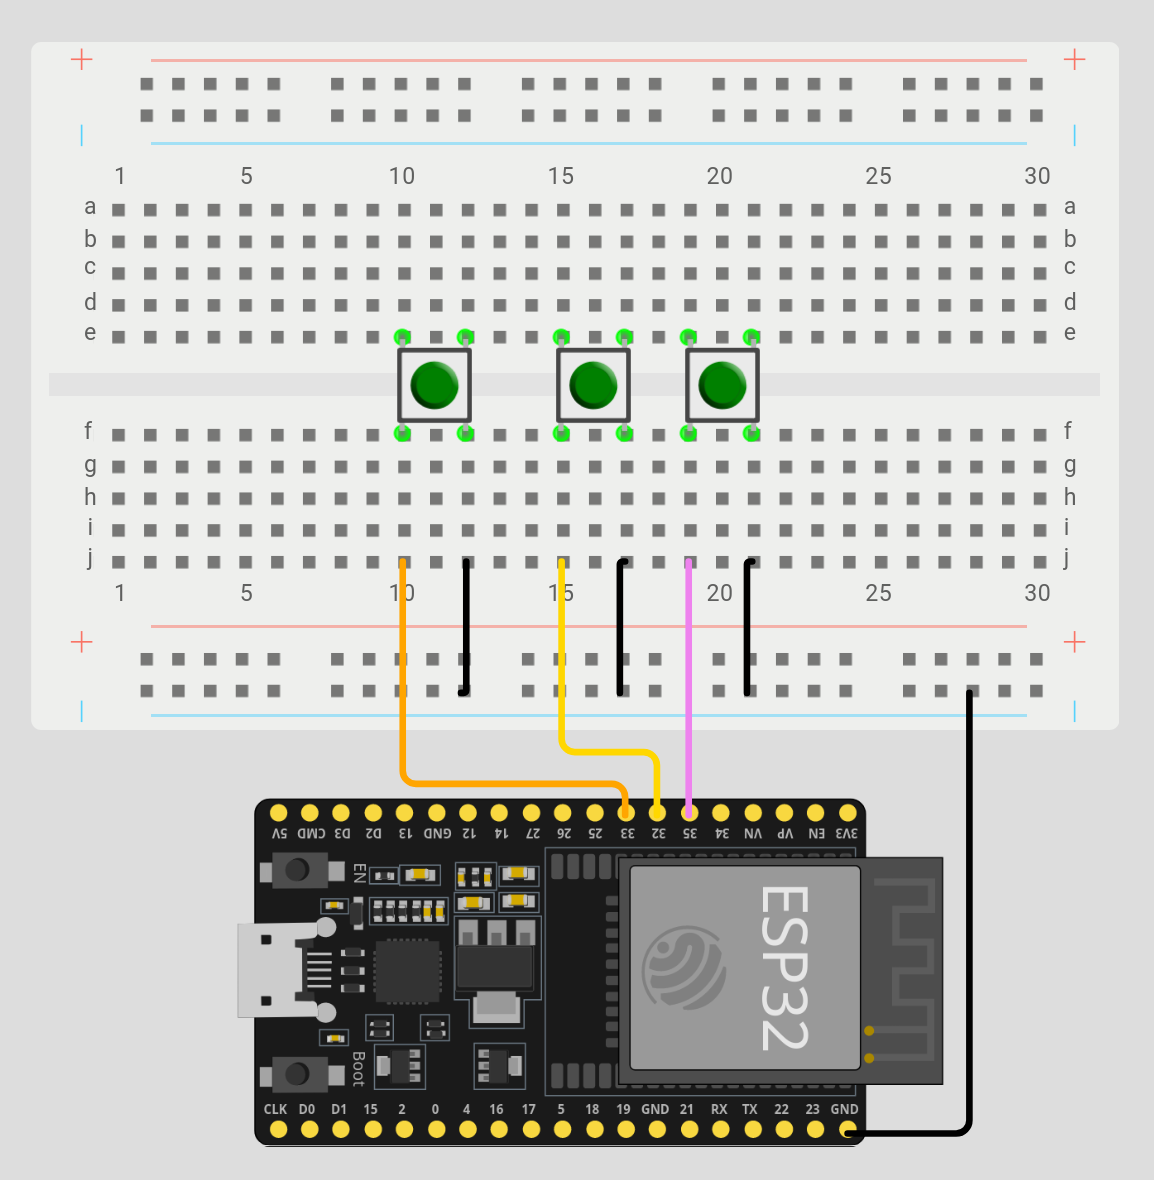 1 5 10 15 20 25 30
a a
b b
c c
d d
e e
f f
g g
h h
i i
j j
1 5 10 15 20 25 30
5V CMD D3 D2 13 GND 12 14 27 26 25 33 32 35 34 VN VP EN 3V3
EN
ESP32
Boot
CLK D0 D1 15 2 0 4 16 17 5 18 19 GND 21 RX TX 22 23 GND